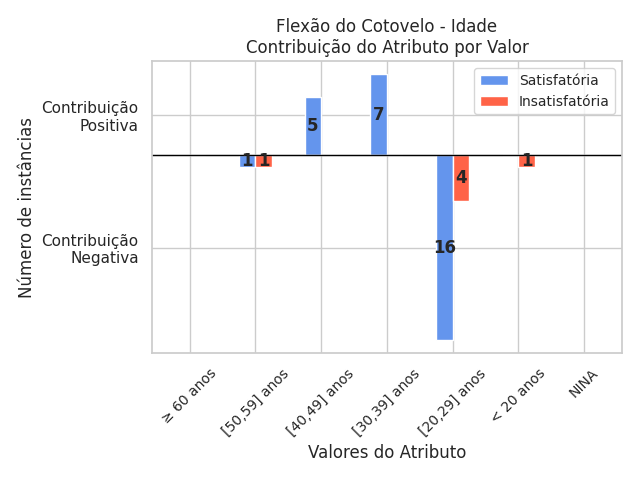 Flexão do Cotovelo - Idade
Contribuição do Atributo por Valor
Satisfatória
Insatisfatória
Número de instâncias
Contribuição
Positiva
Contribuição
Negativa
1
1
5
7
16
4
1
≥ 60 anos
[50,59] anos
[40,49] anos
[30,39] anos
[20,29] anos
< 20 anos
NINA
Valores do Atributo